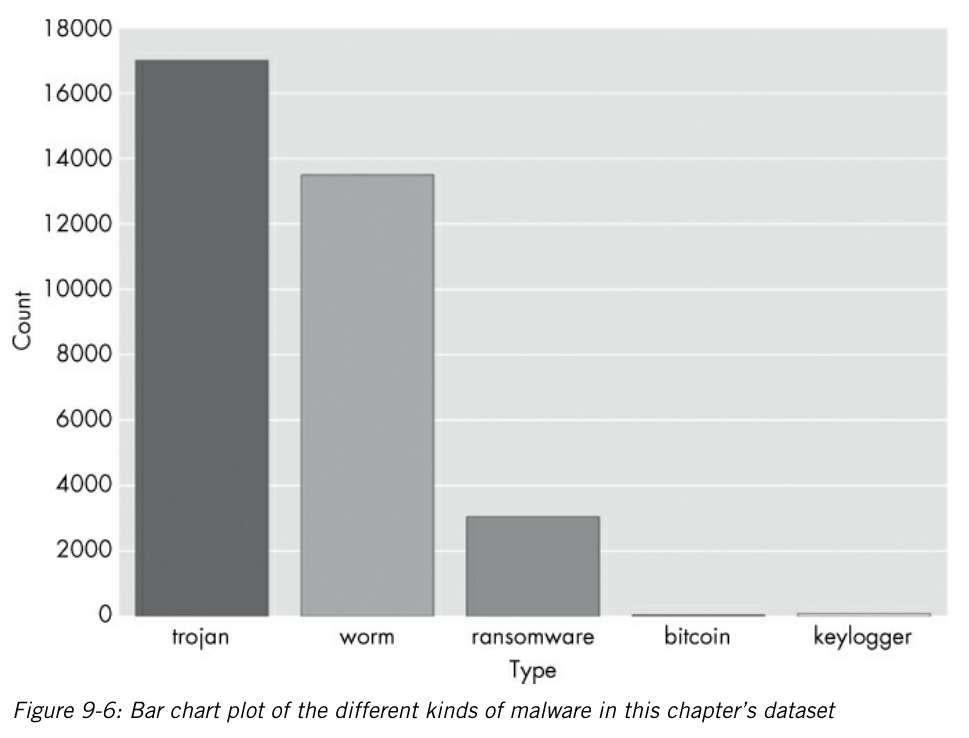 18000
16000
14000
12000
10000
8000
6000
4000
2000
0
Count
trojan worm ransomware bitcoin keylogger
Type
Figure 9-6: Bar chart plot of the different kinds of malware in this chapter's dataset